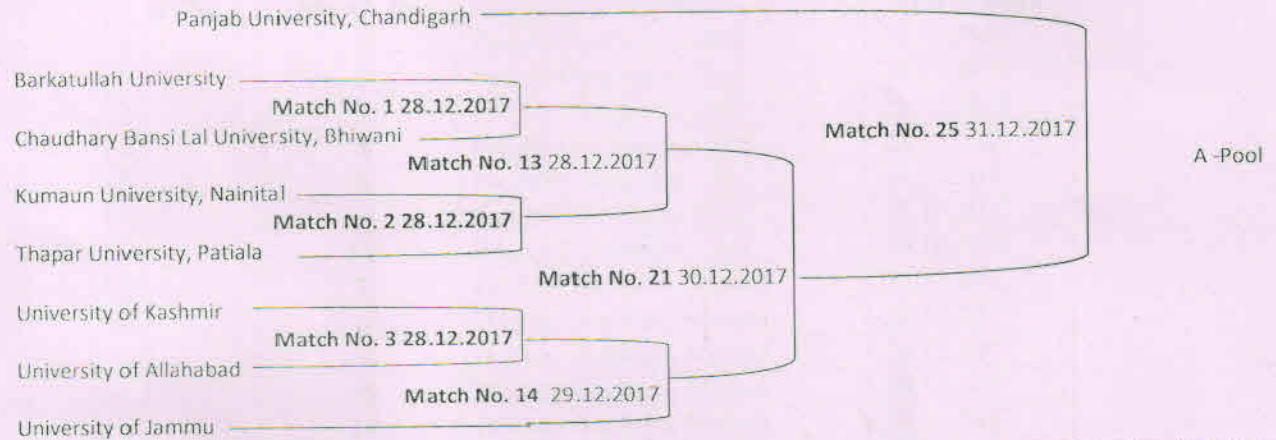 Panjab University, Chandigarh
Barkatullah University
Match No. 1 28.12.2017
Chaudhary Bansi Lal University, Bhiwani
Match No. 25 31.12.2017
A -Pool
Match No. 13 28.12.2017
Kumaun University, Nainital
Match No. 2 28.12.2017
Thapar University, Patiala
Match No. 21 30.12.2017
University of Kashmir
Match No. 3 28.12.2017
University of Allahabad
Match No. 14 29.12.2017
University of Jammu